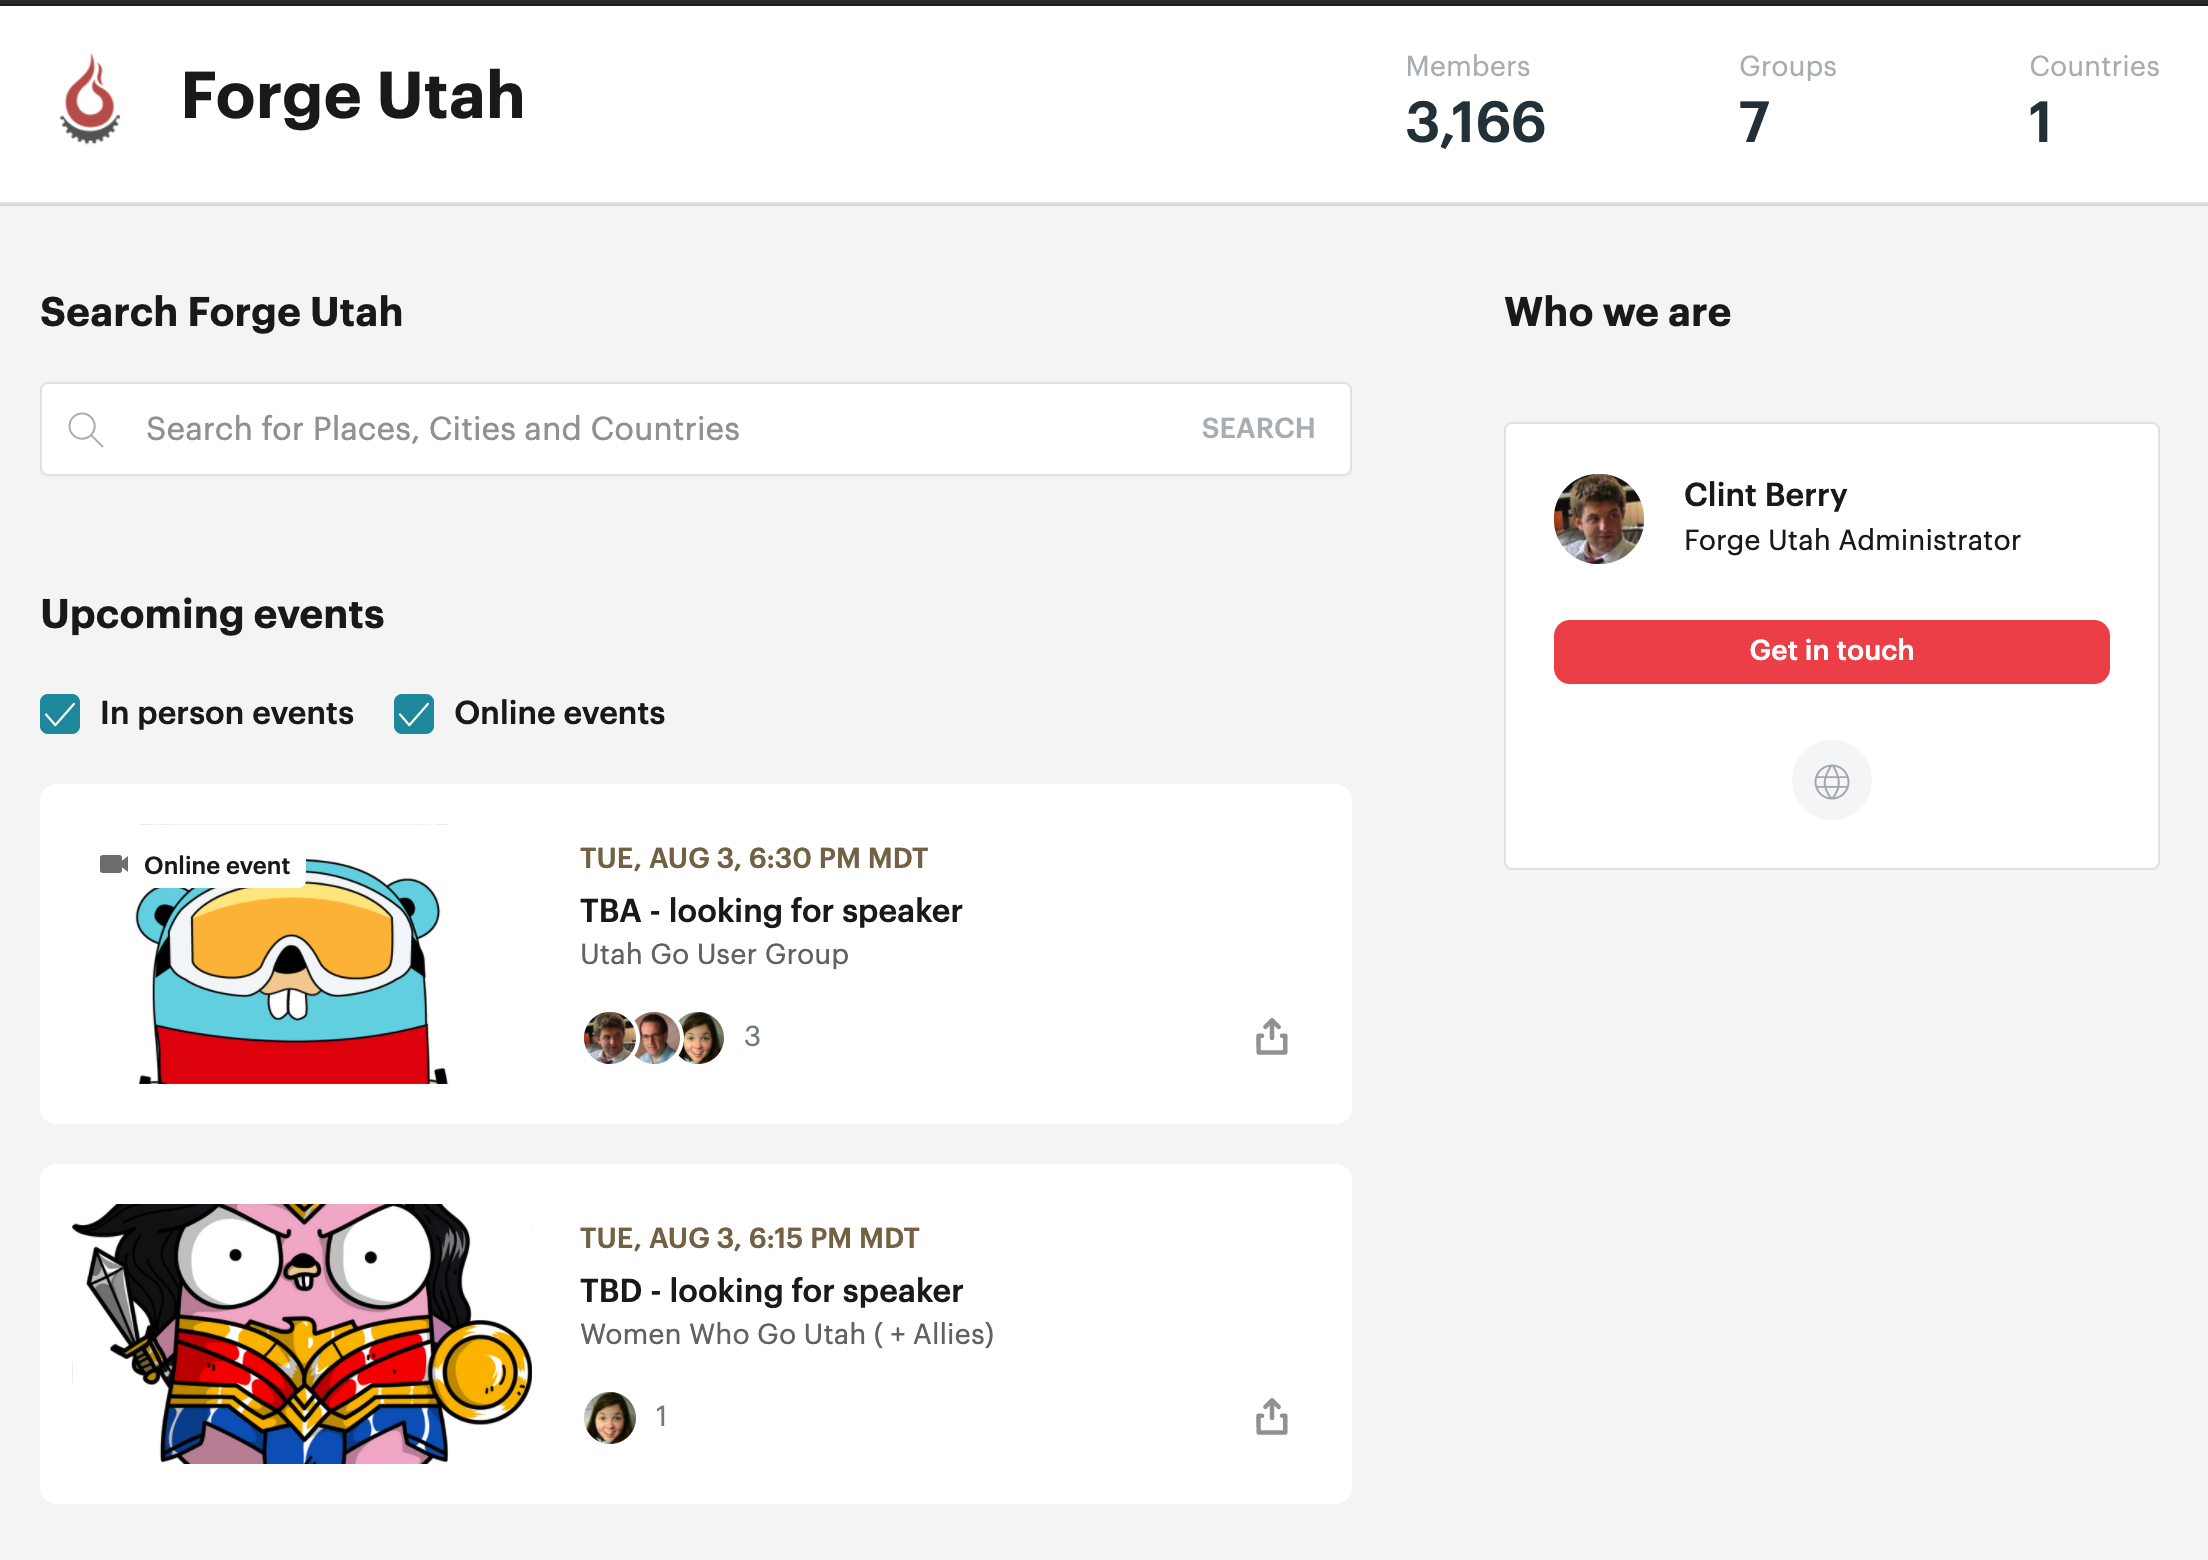 Forge Utah
Members
3,166
Groups
7
Countries
1
Search Forge Utah
Search for Places, Cities and Countries
SEARCH
Upcoming events
In person events
Online events
Online event
TUE, AUG 3, 6:30 PM MDT
TBA - looking for speaker
Utah Go User Group
3
TUE, AUG 3, 6:15 PM MDT
TBD - looking for speaker
Women Who Go Utah ( + Allies)
1
Who we are
Clint Berry
Forge Utah Administrator
Get in touch